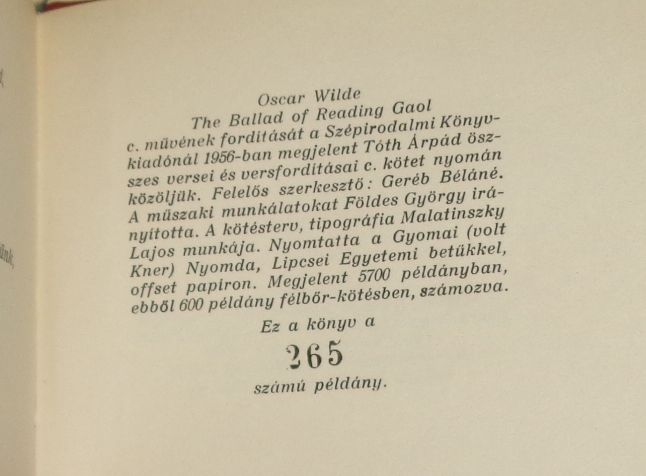 Oscar Wilde
The Ballad of Reading Gaol
c. művének fordítását a Szépirodalmi Könyv-
kiadónál 1956-ban megjelent Tóth Árpád ösz-
szes versei és versfordításai c. kötet nyomán
közöljük. Felelős szerkesztő: Geréb Béláné.
A műszaki munkálatokat Földes György irá-
nyította. A kötésterv, tipográfia Malatinszky
Lajos munkája. Nyomtatta a Gyomai (volt
Kner) Nyomda, Lipcsei Egyetemi betűkkel,
offset papíron. Megjelent 5700 példányban,
ebből 600 példány félbőr-kötésben, számozva.
Ez a könyv a
265
számú példány.